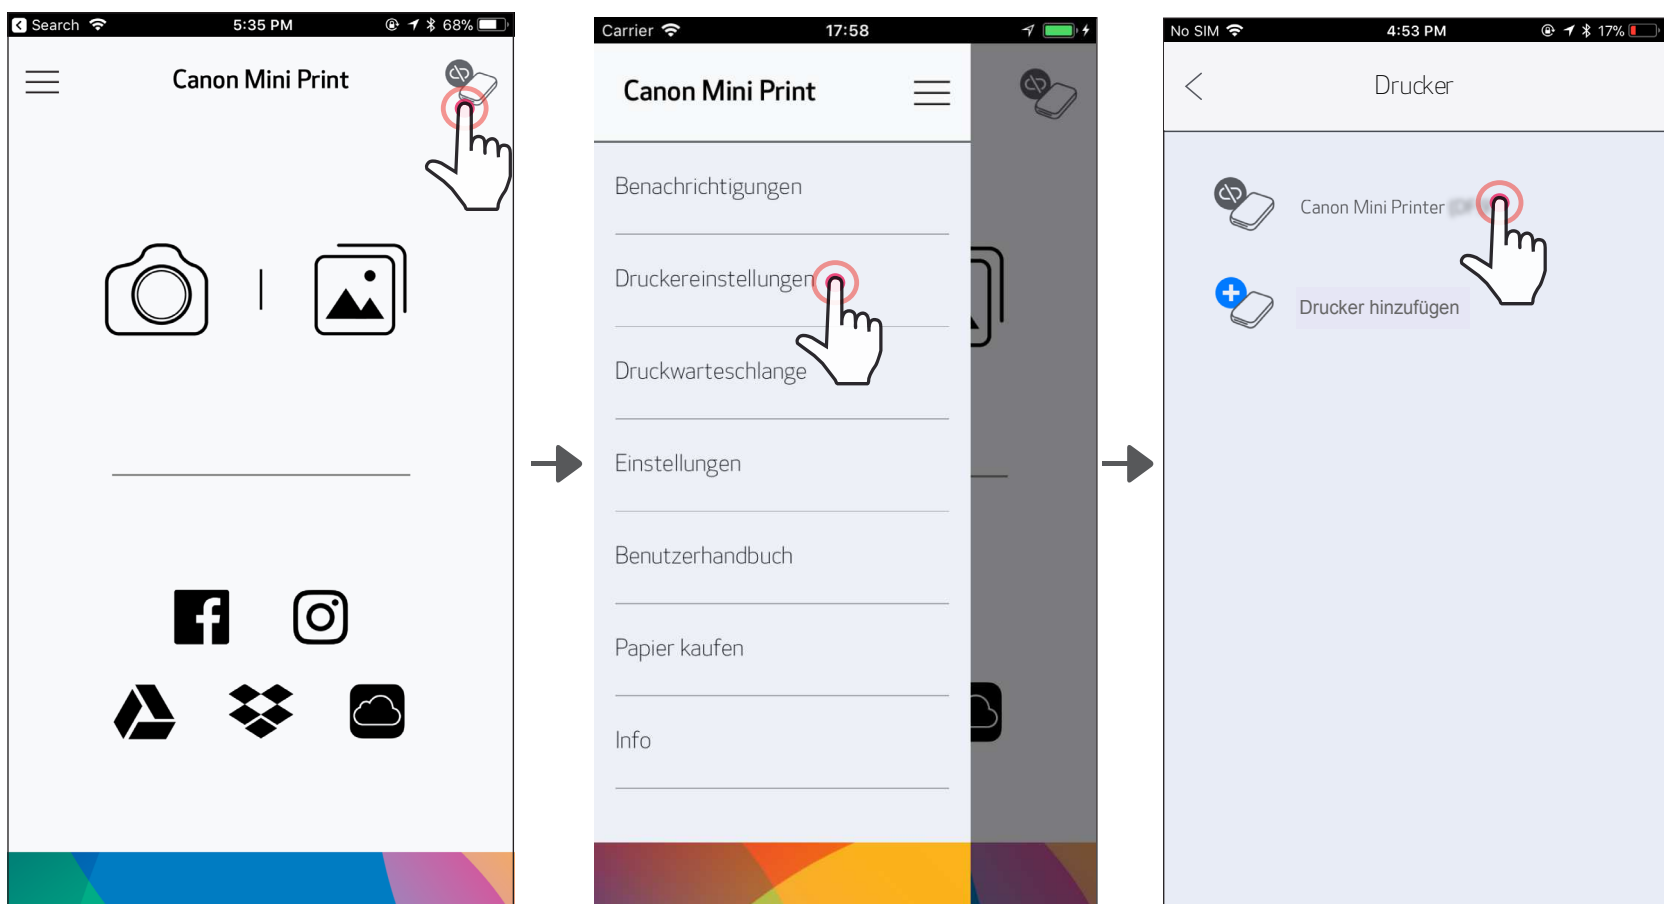 Search 5:35 PM 68%
Canon Mini Print
Carrier 17:58
Canon Mini Print
Benachrichtigungen
Druckereinstellungen
Druckwarteschlange
Einstellungen
Benutzerhandbuch
Papier kaufen
Info
No SIM 4:53 PM 17%
Drucker
Canon Mini Printer
Drucker hinzufügen